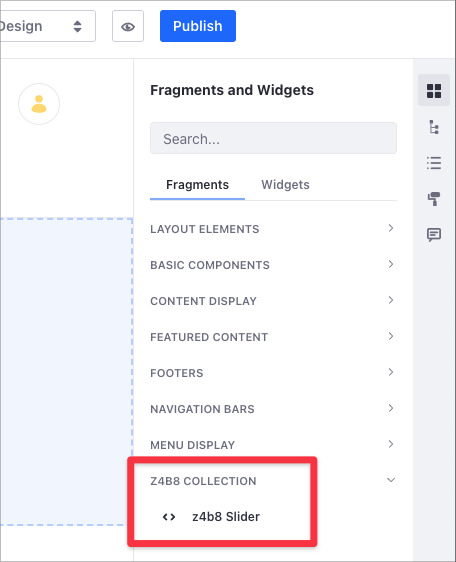 Design
Publish
Fragments and Widgets
Search...
Fragments Widgets
LAYOUT ELEMENTS
BASIC COMPONENTS
CONTENT DISPLAY
FEATURED CONTENT
FOOTERS
NAVIGATION BARS
MENU DISPLAY
Z4B8 COLLECTION
z4b8 Slider